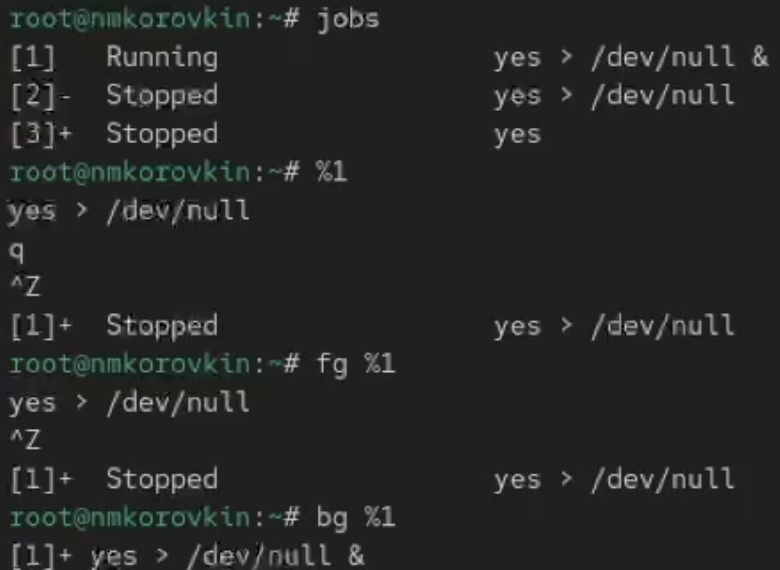 root@nmkorovkin:~# jobs
[1]   Running                 yes > /dev/null &
[2]-  Stopped                 yes > /dev/null
[3]+  Stopped                 yes
root@nmkorovkin:~# %1
yes > /dev/null
q
^Z
[1]+  Stopped                 yes > /dev/null
root@nmkorovkin:~# fg %1
yes > /dev/null
^Z
[1]+  Stopped                 yes > /dev/null
root@nmkorovkin:~# bg %1
[1]+ yes > /dev/null &